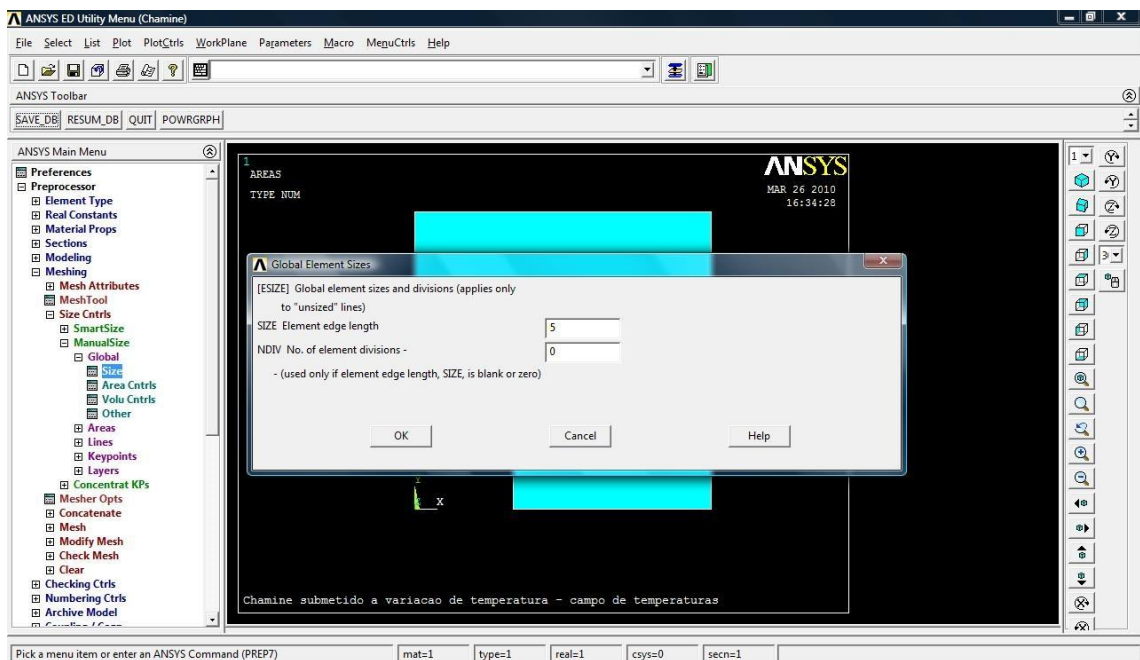 ANSYS ED Utility Menu (Chamine)
File Select List Plot PlotCtrls WorkPlane Parameters Macro MenuCtrls Help
ANSYS Toolbar
SAVE_DB RESUM_DB QUIT POWRGRPH
ANSYS Main Menu
Preferences
Preprocessor
Element Type
Real Constants
Material Props
Sections
Modeling
Meshing
Mesh Attributes
MeshTool
Size Cntrls
SmartSize
ManualSize
Global
Size
Area Cntrls
Volu Cntrls
Other
Areas
Lines
Keypoints
Layers
Concentrat KPs
Mesher Opts
Concatenate
Mesh
Modify Mesh
Check Mesh
Clear
Checking Ctrls
Numbering Ctrls
Archive Model
1
AREAS
TYPE NUM
ANSYS
MAR 26 2010
16:34:28
Global Element Sizes
[ESIZE] Global element sizes and divisions (applies only
to "unsized" lines)
SIZE Element edge length 5
NDIV No. of element divisions - 0
- (used only if element edge length, SIZE, is blank or zero)
OK Cancel Help
Y
X
Chamine submetido a variacao de temperatura - campo de temperaturas
1
3
Pick a menu item or enter an ANSYS Command (PREP7) mat=1 type=1 real=1 csys=0 secn=1